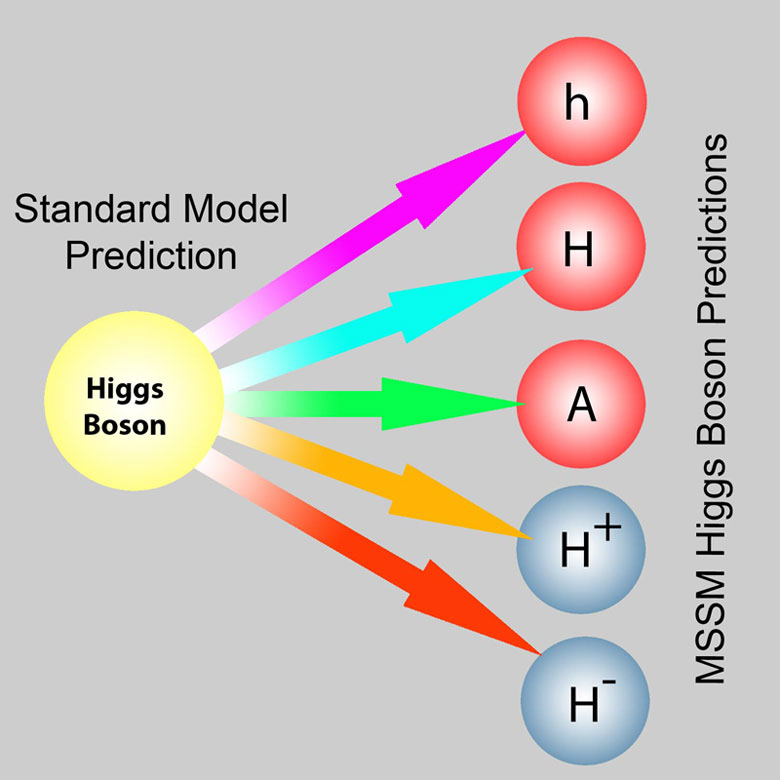 Standard Model
Prediction
Higgs
Boson
h
H
A
H+
H-
MSSM Higgs Boson Predictions